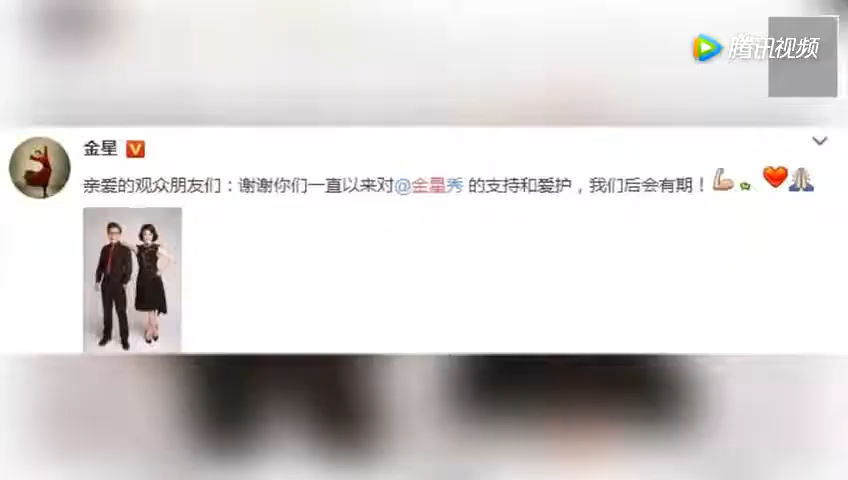 腾讯视频
金星
亲爱的观众朋友们：谢谢你们一直以来对@金星秀 的支持和爱护，我们后会有期！